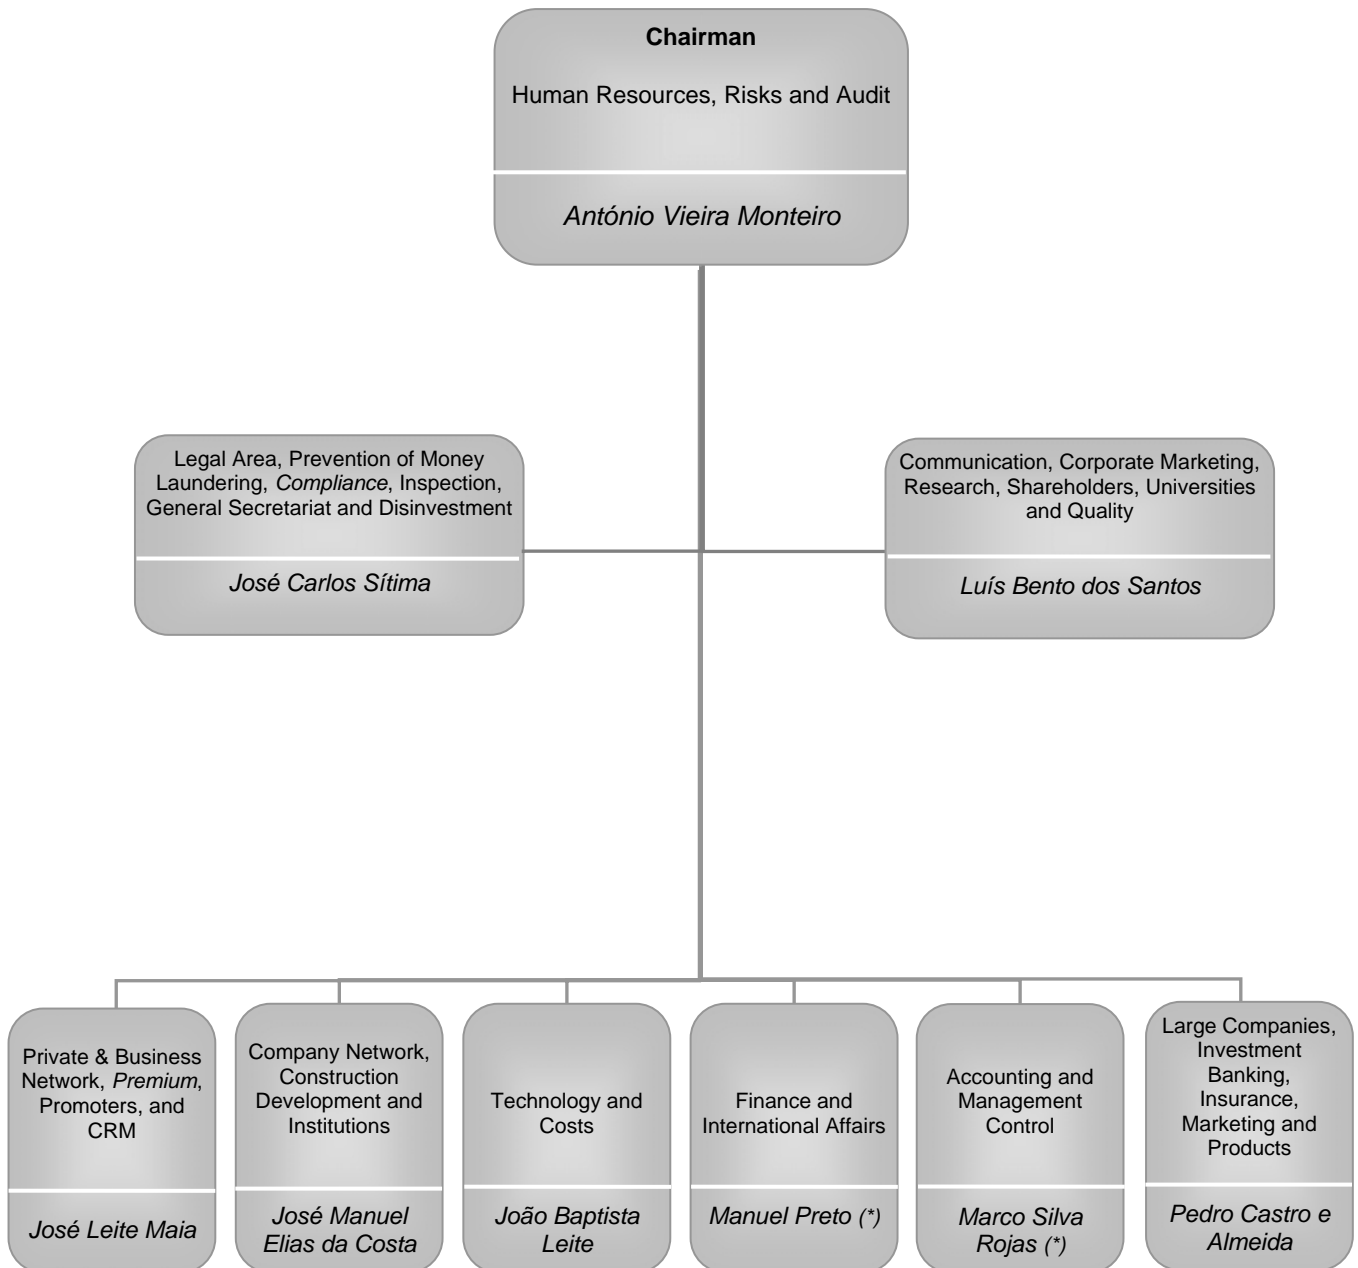 Chairman
Human Resources, Risks and Audit
António Vieira Monteiro
Legal Area, Prevention of Money
Laundering, Compliance, Inspection,
General Secretariat and Disinvestment
José Carlos Sítima
Communication, Corporate Marketing,
Research, Shareholders, Universities
and Quality
Luís Bento dos Santos
Private & Business
Network, Premium,
Promoters, and
CRM
José Leite Maia
Company Network,
Construction
Development and
Institutions
José Manuel
Elias da Costa
Technology and
Costs
João Baptista
Leite
Finance and
International Affairs
Manuel Preto (*)
Accounting and
Management
Control
Marco Silva
Rojas (*)
Large Companies,
Investment
Banking,
Insurance,
Marketing and
Products
Pedro Castro e
Almeida